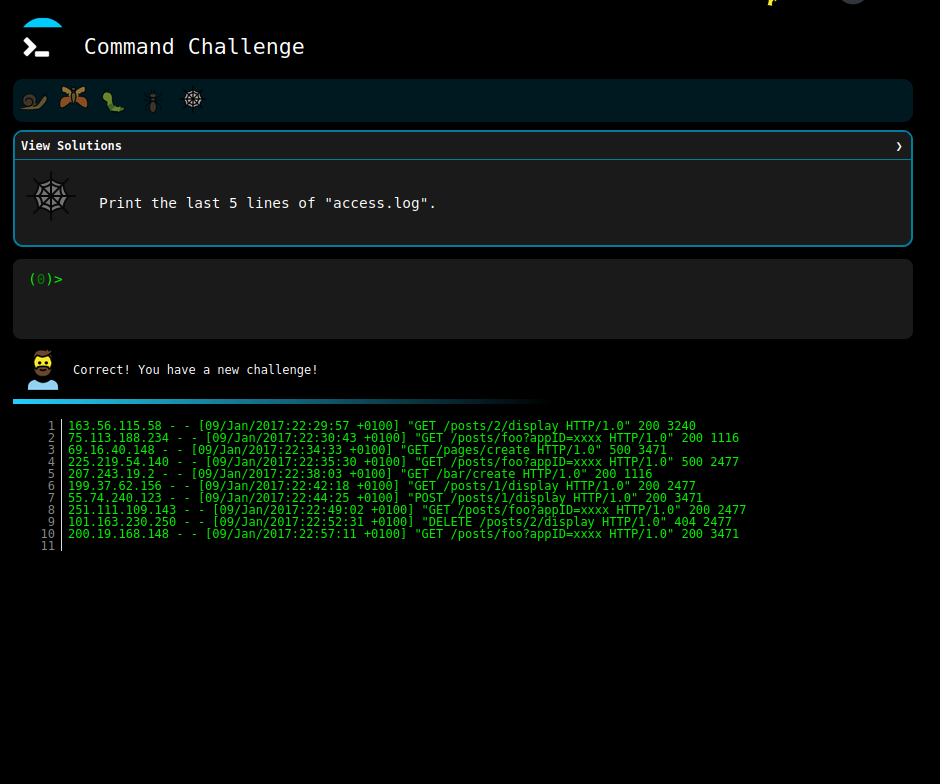 Command Challenge
View Solutions ❯
Print the last 5 lines of "access.log".
(0)>
Correct! You have a new challenge!
1 163.56.115.58 - - [09/Jan/2017:22:29:57 +0100] "GET /posts/2/display HTTP/1.0" 200 3240
2 75.113.188.234 - - [09/Jan/2017:22:30:43 +0100] "GET /posts/foo?appID=xxxx HTTP/1.0" 200 1116
3 69.16.40.148 - - [09/Jan/2017:22:34:33 +0100] "GET /pages/create HTTP/1.0" 500 3471
4 225.219.54.140 - - [09/Jan/2017:22:35:30 +0100] "GET /posts/foo?appID=xxxx HTTP/1.0" 500 2477
5 207.243.19.2 - - [09/Jan/2017:22:38:03 +0100] "GET /bar/create HTTP/1.0" 200 1116
6 199.37.62.156 - - [09/Jan/2017:22:42:18 +0100] "GET /posts/1/display HTTP/1.0" 200 2477
7 55.74.240.123 - - [09/Jan/2017:22:44:25 +0100] "POST /posts/1/display HTTP/1.0" 200 3471
8 251.111.109.143 - - [09/Jan/2017:22:49:02 +0100] "GET /posts/foo?appID=xxxx HTTP/1.0" 200 2477
9 101.163.230.250 - - [09/Jan/2017:22:52:31 +0100] "DELETE /posts/2/display HTTP/1.0" 404 2477
10 200.19.168.148 - - [09/Jan/2017:22:57:11 +0100] "GET /posts/foo?appID=xxxx HTTP/1.0" 200 3471
11